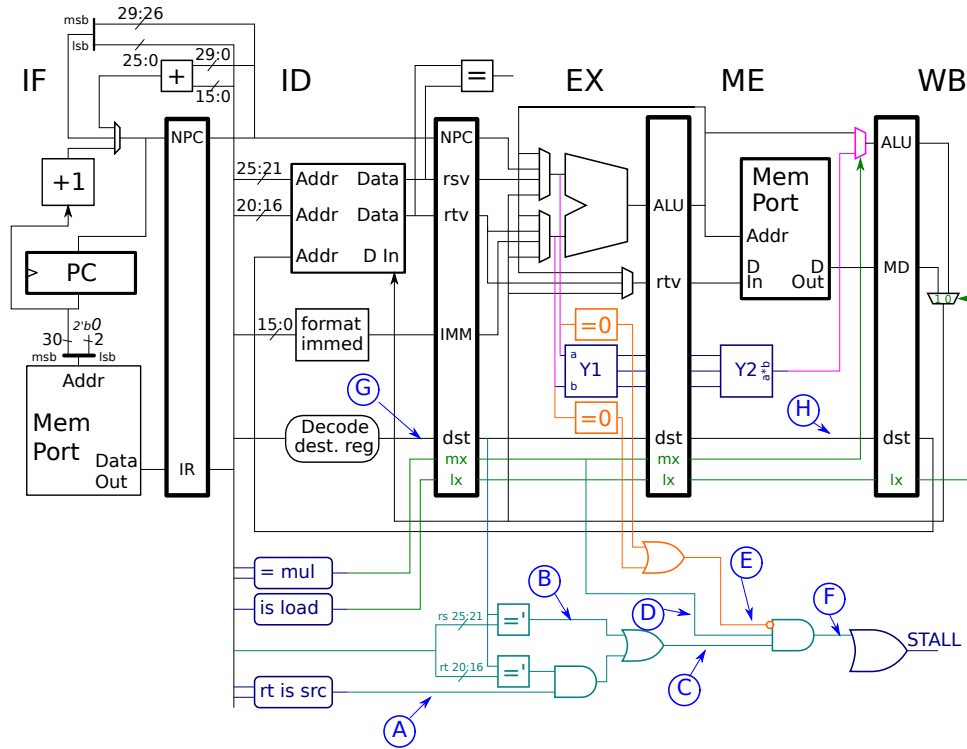 29:26
msb
lsb
25:0
29:0
15:0
+
=
IF
ID
EX
ME
WB
NPC
NPC
ALU
+1
25:21
Addr
Data
rsv
Mem
Port
20:16
Addr
Data
rtv
ALU
Addr
Addr
D In
PC
D
In
D
Out
MD
rtv
1 0
2'b0
30
2
msb
lsb
15:0
format
immed
IMM
=0
a
b
Y1
Y2
a*b
=0
Addr
Mem
Port
Data
Out
IR
G
H
Decode
dest. reg
dst
dst
dst
mx
mx
lx
lx
lx
= mul
is load
rs 25:21
='
rt 20:16
='
rt is src
A
B
C
D
E
F
STALL